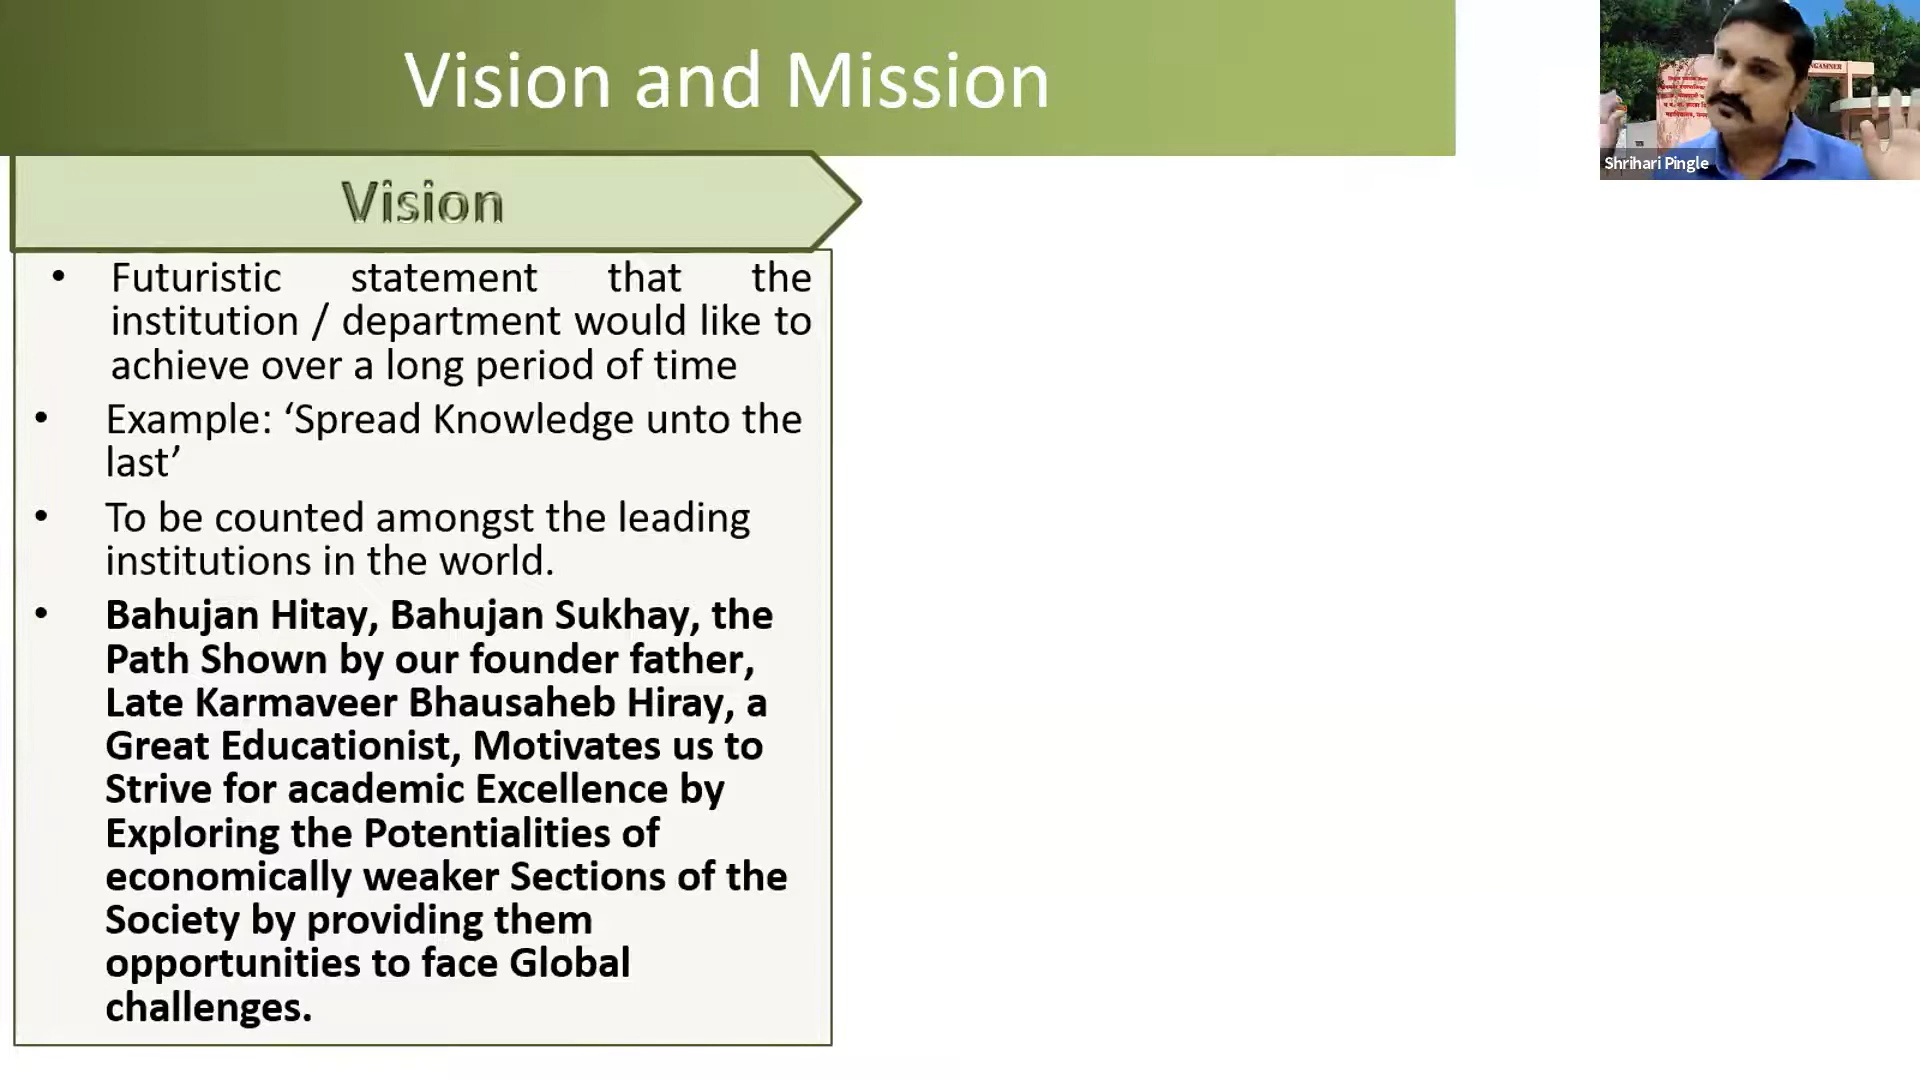 Vision and Mission
Vision
• Futuristic statement that the
institution / department would like to
achieve over a long period of time
• Example: ‘Spread Knowledge unto the
last’
• To be counted amongst the leading
institutions in the world.
• Bahujan Hitay, Bahujan Sukhay, the
Path Shown by our founder father,
Late Karmaveer Bhausaheb Hiray, a
Great Educationist, Motivates us to
Strive for academic Excellence by
Exploring the Potentialities of
economically weaker Sections of the
Society by providing them
opportunities to face Global
challenges.
Shrihari Pingle